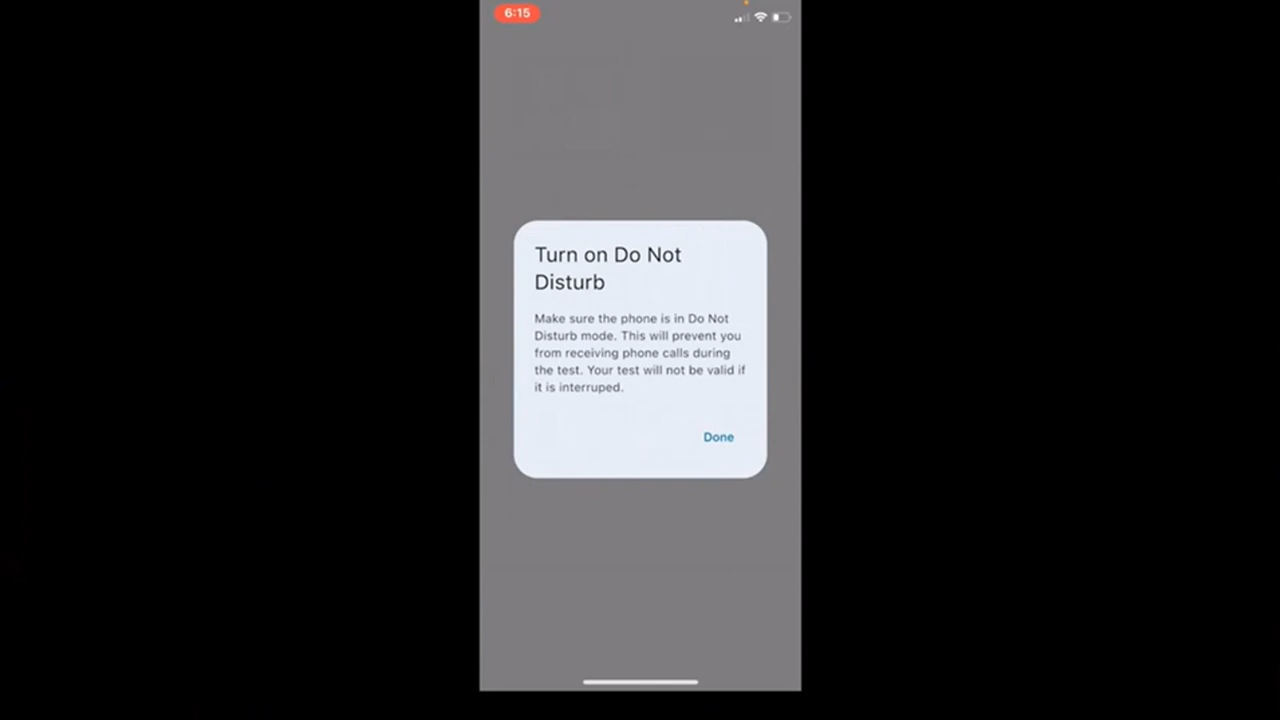 6:15
Turn on Do Not
Disturb
Make sure the phone is in Do Not
Disturb mode. This will prevent you
from receiving phone calls during
the test. Your test will not be valid if
it is interruped.
Done